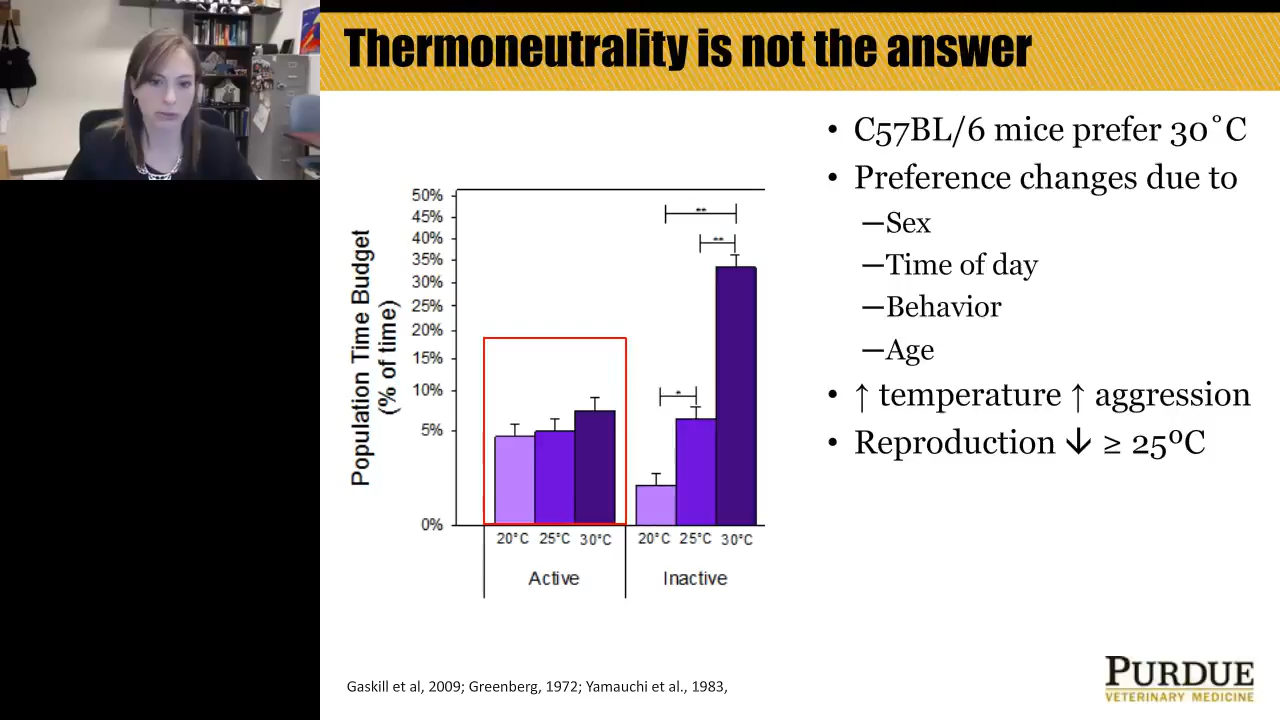 Thermoneutrality is not the answer
• C57BL/6 mice prefer 30˚C
• Preference changes due to
—Sex
—Time of day
—Behavior
—Age
• ↑ temperature ↑ aggression
• Reproduction ↓ ≥ 25ºC
Population Time Budget
(% of time)
50%
45%
40%
35%
30%
25%
20%
15%
10%
5%
0%
**
**
*
20°C 25°C 30°C 20°C 25°C 30°C
Active Inactive
Gaskill et al, 2009; Greenberg, 1972; Yamauchi et al., 1983,
PURDUE
VETERINARY MEDICINE